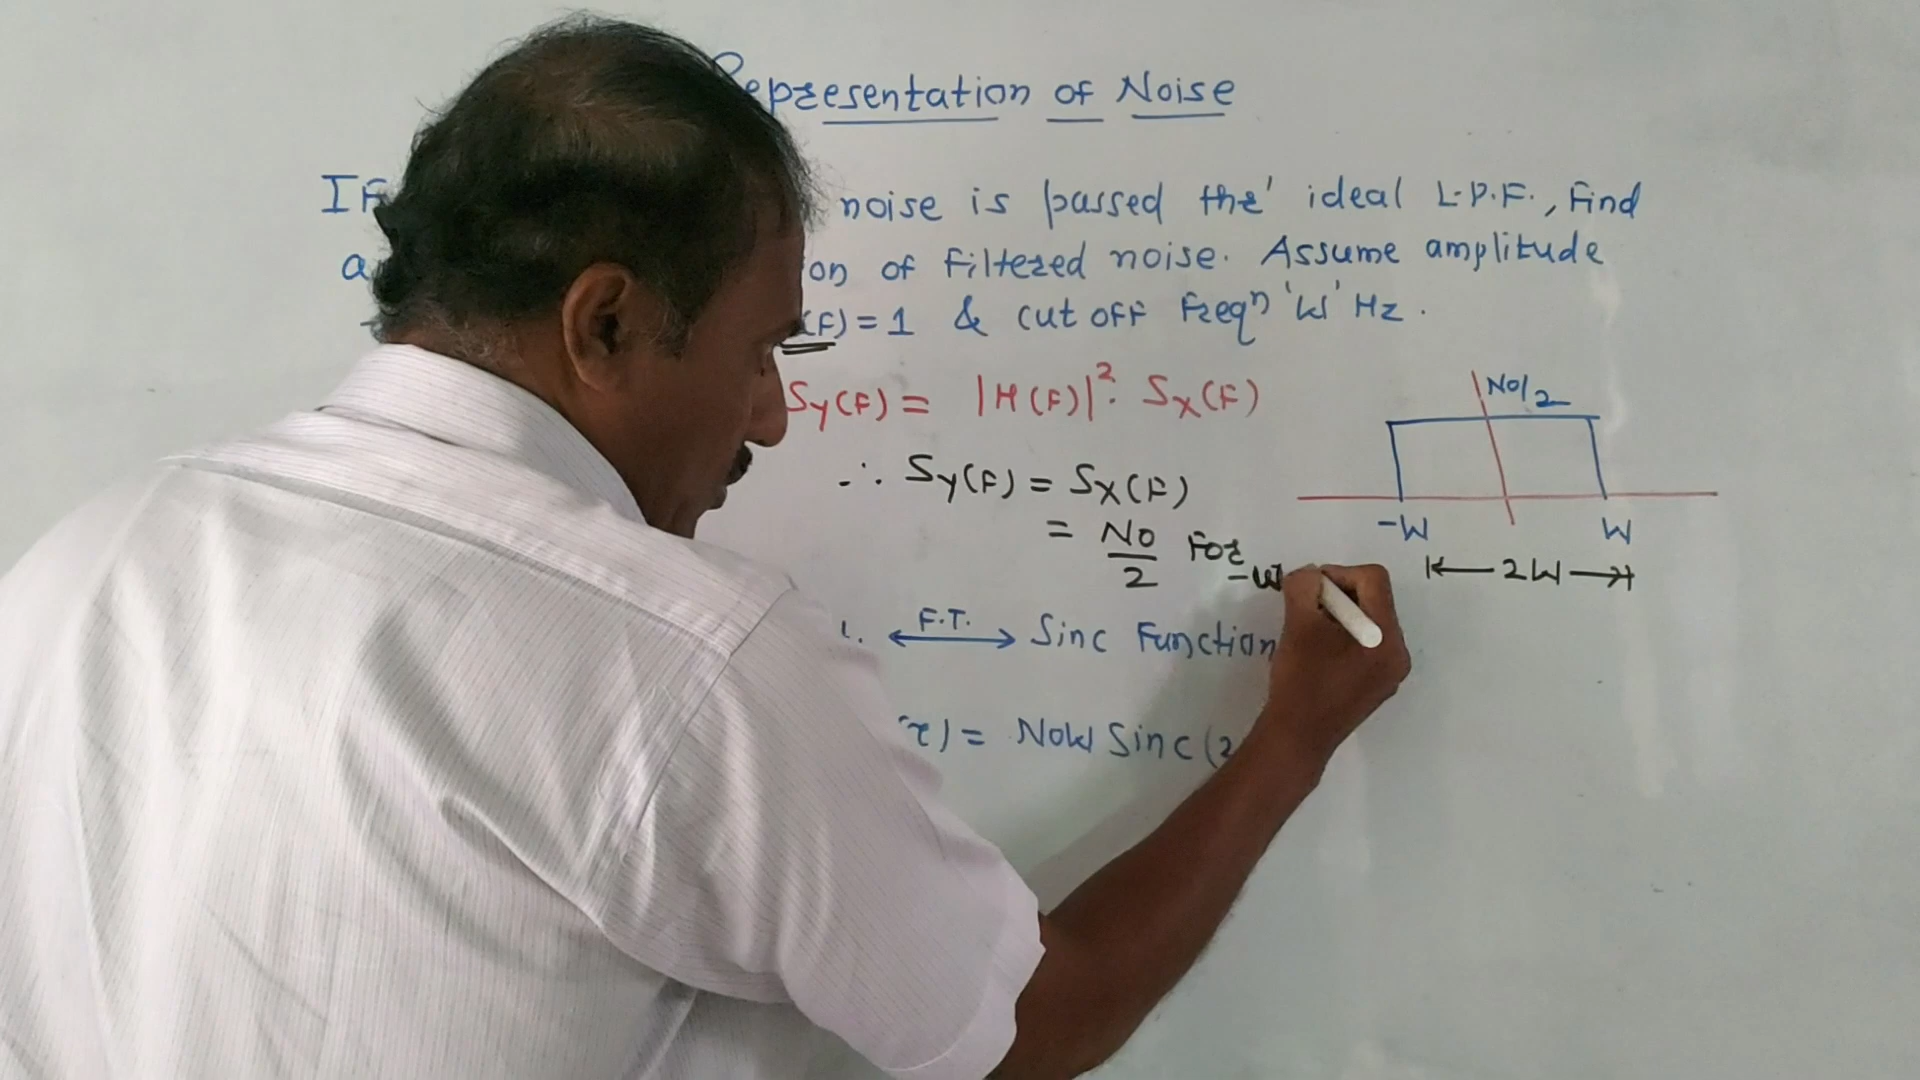 Representation of Noise
If noise is passed thr' ideal L.P.F., Find
a on of filtered noise. Assume amplitude
(F) = 1 & cut off Freqn 'W' Hz.
Sy(F) = |H(F)|². Sx(F)
No/2
∴ Sy(F) = Sx(F)
= No/2 For -W
-W W
2W
F.T. Sinc Function
τ) = NoW Sinc(2